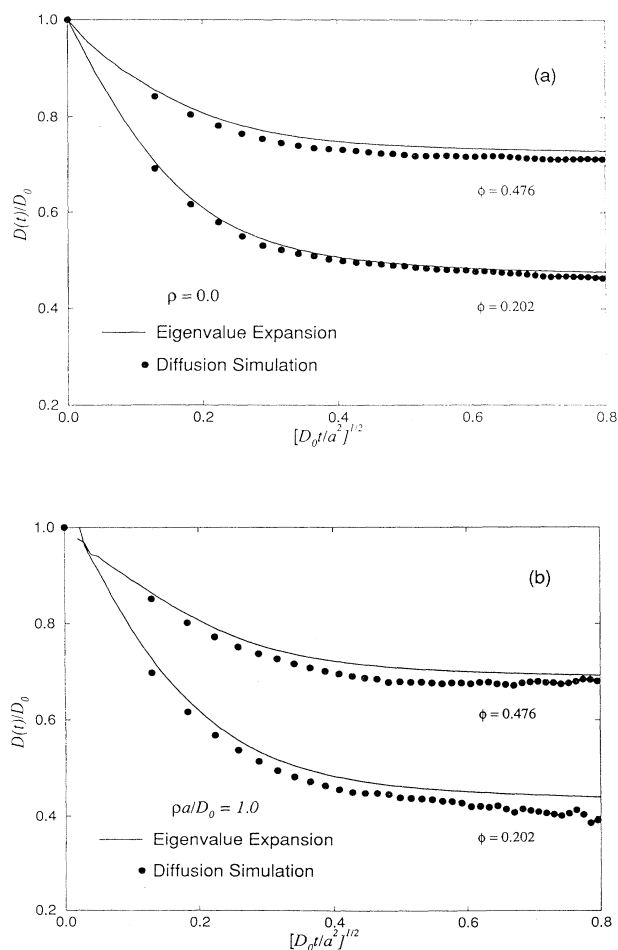 1.0
(a)
0.8
D(t)/D₀
ϕ = 0.476
0.6
ρ = 0.0
ϕ = 0.202
0.4
Eigenvalue Expansion
Diffusion Simulation
0.2
0.0 0.2 0.4 0.6 0.8
[D₀t/a²]^1/2
1.0
(b)
0.8
D(t)/D₀
ϕ = 0.476
0.6
ρa/D₀ = 1.0
ϕ = 0.202
0.4
Eigenvalue Expansion
Diffusion Simulation
0.2
0.0 0.2 0.4 0.6 0.8
[D₀t/a²]^1/2